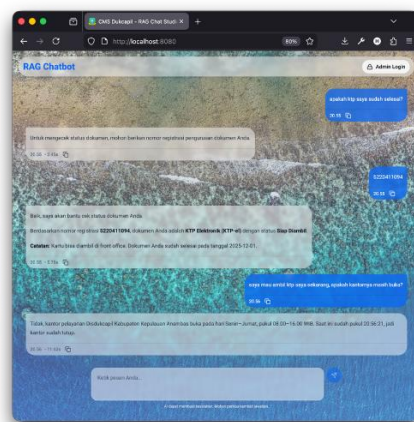 CMS Dukcapil - RAG Chat Studi
http://localhost:8080
80%
RAG Chatbot
Admin Login
apakah ktp saya sudah selesai?
Untuk mengecek status dokumen, mohon berikan nomor registrasi pengurusan dokumen Anda.
5220411094
Baik, saya akan bantu cek status dokumen Anda.
Berdasarkan nomor registrasi 5220411094, dokumen Anda adalah KTP Elektronik (KTP-el) dengan status Siap Diambil.
Catatan: Kartu bisa diambil di front office. Dokumen Anda sudah selesai pada tanggal 2025-12-01.
saya mau ambil ktp saya sekarang, apakah kantornya masih buka?
Tidak, kantor pelayanan Disdukcapil Kabupaten Kepulauan Anambas buka pada hari Senin–Jumat, pukul 08.00–16.00 WIB. Saat ini sudah pukul 20:56:31, jadi
kantor sudah tutup.
Ketik pesan Anda...